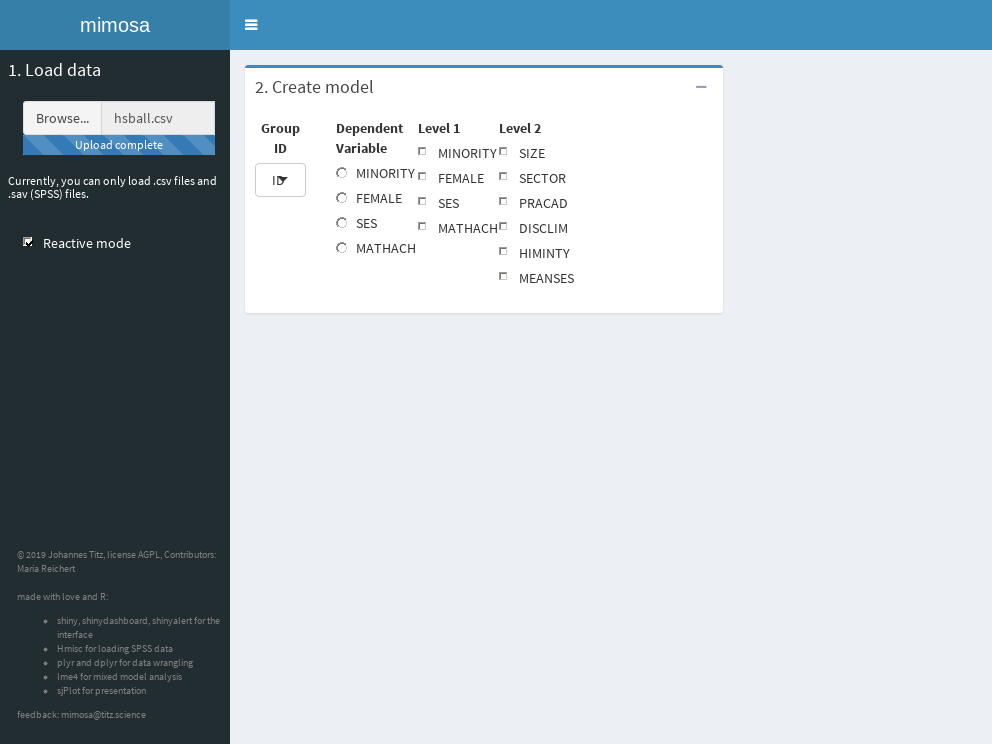 mimosa
1. Load data
Browse... hsball.csv
Upload complete
Currently, you can only load .csv files and
.sav (SPSS) files.
Reactive mode
© 2019 Johannes Titz, license AGPL, Contributors:
Maria Reichert
made with love and R:
shiny, shinydashboard, shinyalert for the
interface
Hmisc for loading SPSS data
plyr and dplyr for data wrangling
lme4 for mixed model analysis
sjPlot for presentation
feedback: mimosa@titz.science
2. Create model
Group
ID
ID
Dependent
Variable
MINORITY
FEMALE
SES
MATHACH
Level 1
MINORITY
FEMALE
SES
MATHACH
Level 2
SIZE
SECTOR
PRACAD
DISCLIM
HIMINTY
MEANSES